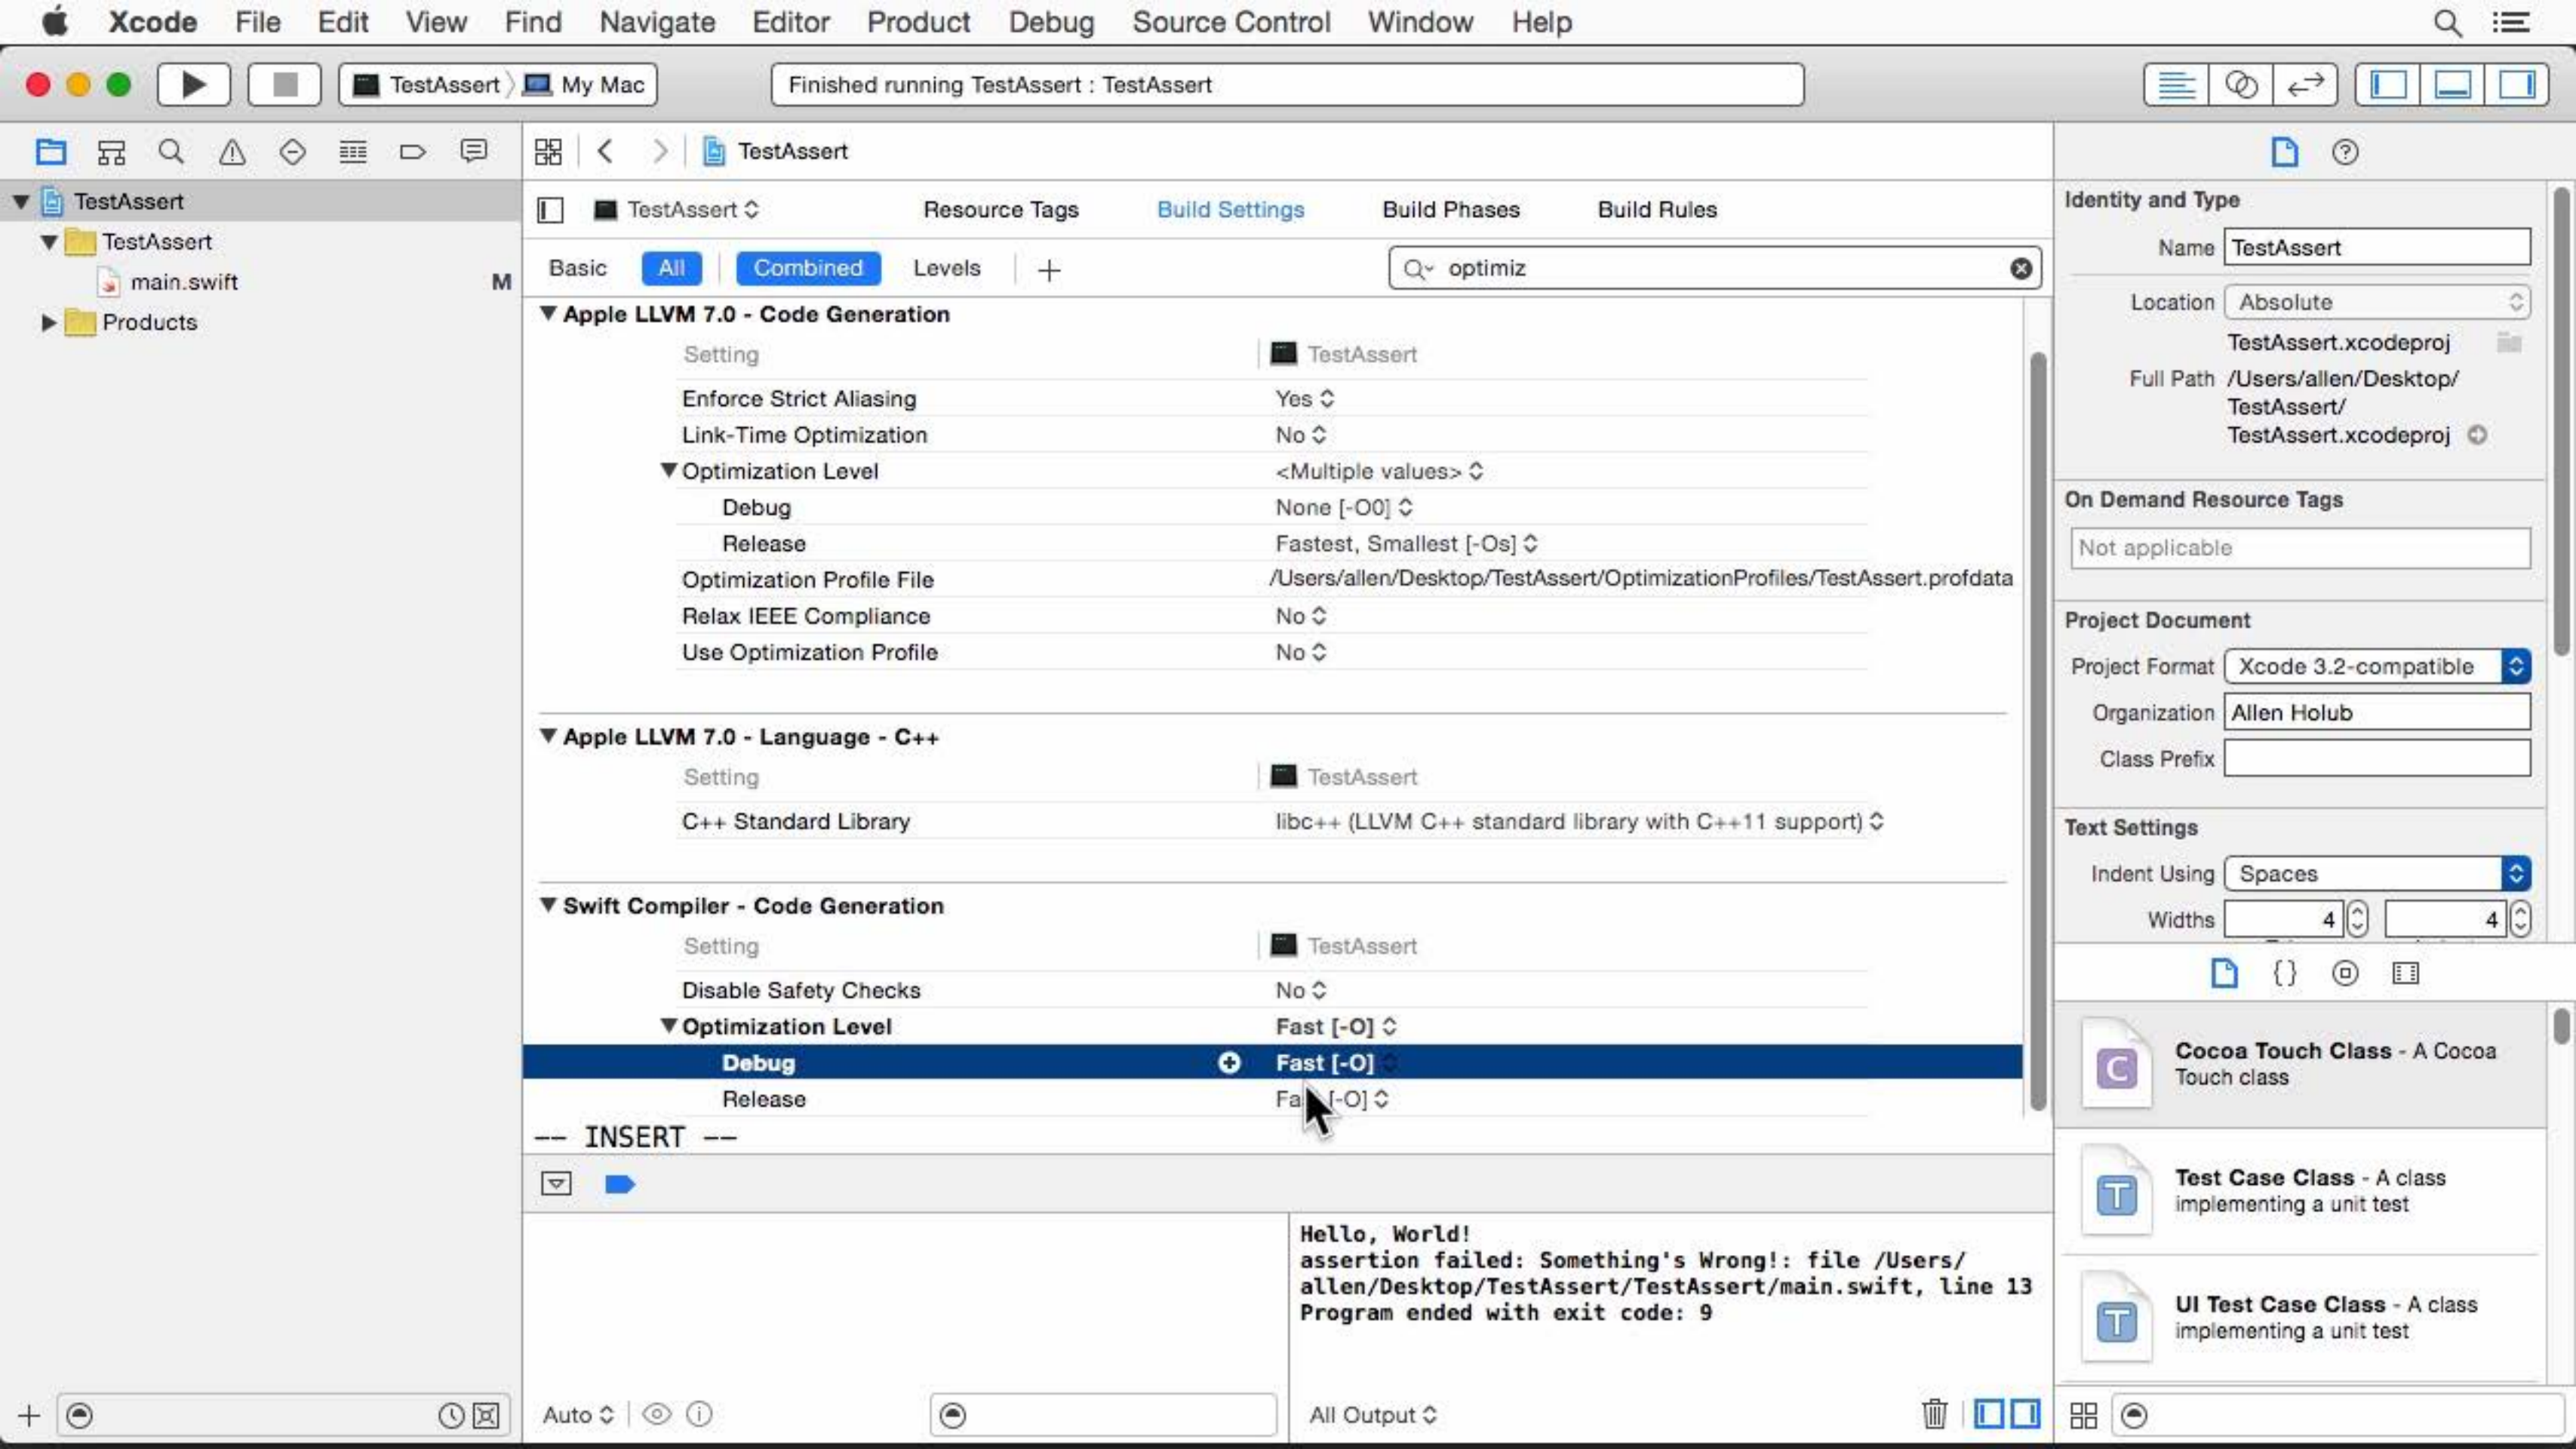 Xcode File Edit View Find Navigate Editor Product Debug Source Control Window Help
TestAssert My Mac
Finished running TestAssert : TestAssert
TestAssert
TestAssert
main.swift M
Products
TestAssert
TestAssert Resource Tags Build Settings Build Phases Build Rules
Basic All Combined Levels + optimiz
Apple LLVM 7.0 - Code Generation
Setting TestAssert
Enforce Strict Aliasing Yes
Link-Time Optimization No
Optimization Level <Multiple values>
Debug None [-O0]
Release Fastest, Smallest [-Os]
Optimization Profile File /Users/allen/Desktop/TestAssert/OptimizationProfiles/TestAssert.profdata
Relax IEEE Compliance No
Use Optimization Profile No
Apple LLVM 7.0 - Language - C++
Setting TestAssert
C++ Standard Library libc++ (LLVM C++ standard library with C++11 support)
Swift Compiler - Code Generation
Setting TestAssert
Disable Safety Checks No
Optimization Level Fast [-O]
Debug Fast [-O]
Release [-O]
-- INSERT --
Hello, World!
assertion failed: Something's Wrong!: file /Users/
allen/Desktop/TestAssert/TestAssert/main.swift, line 13
Program ended with exit code: 9
Auto
All Output
Identity and Type
Name TestAssert
Location Absolute
TestAssert.xcodeproj
Full Path /Users/allen/Desktop/
TestAssert/
TestAssert.xcodeproj
On Demand Resource Tags
Not applicable
Project Document
Project Format Xcode 3.2-compatible
Organization Allen Holub
Class Prefix
Text Settings
Indent Using Spaces
Widths 4 4
{}
C
Cocoa Touch Class - A Cocoa
Touch class
T
Test Case Class - A class
implementing a unit test
T
UI Test Case Class - A class
implementing a unit test